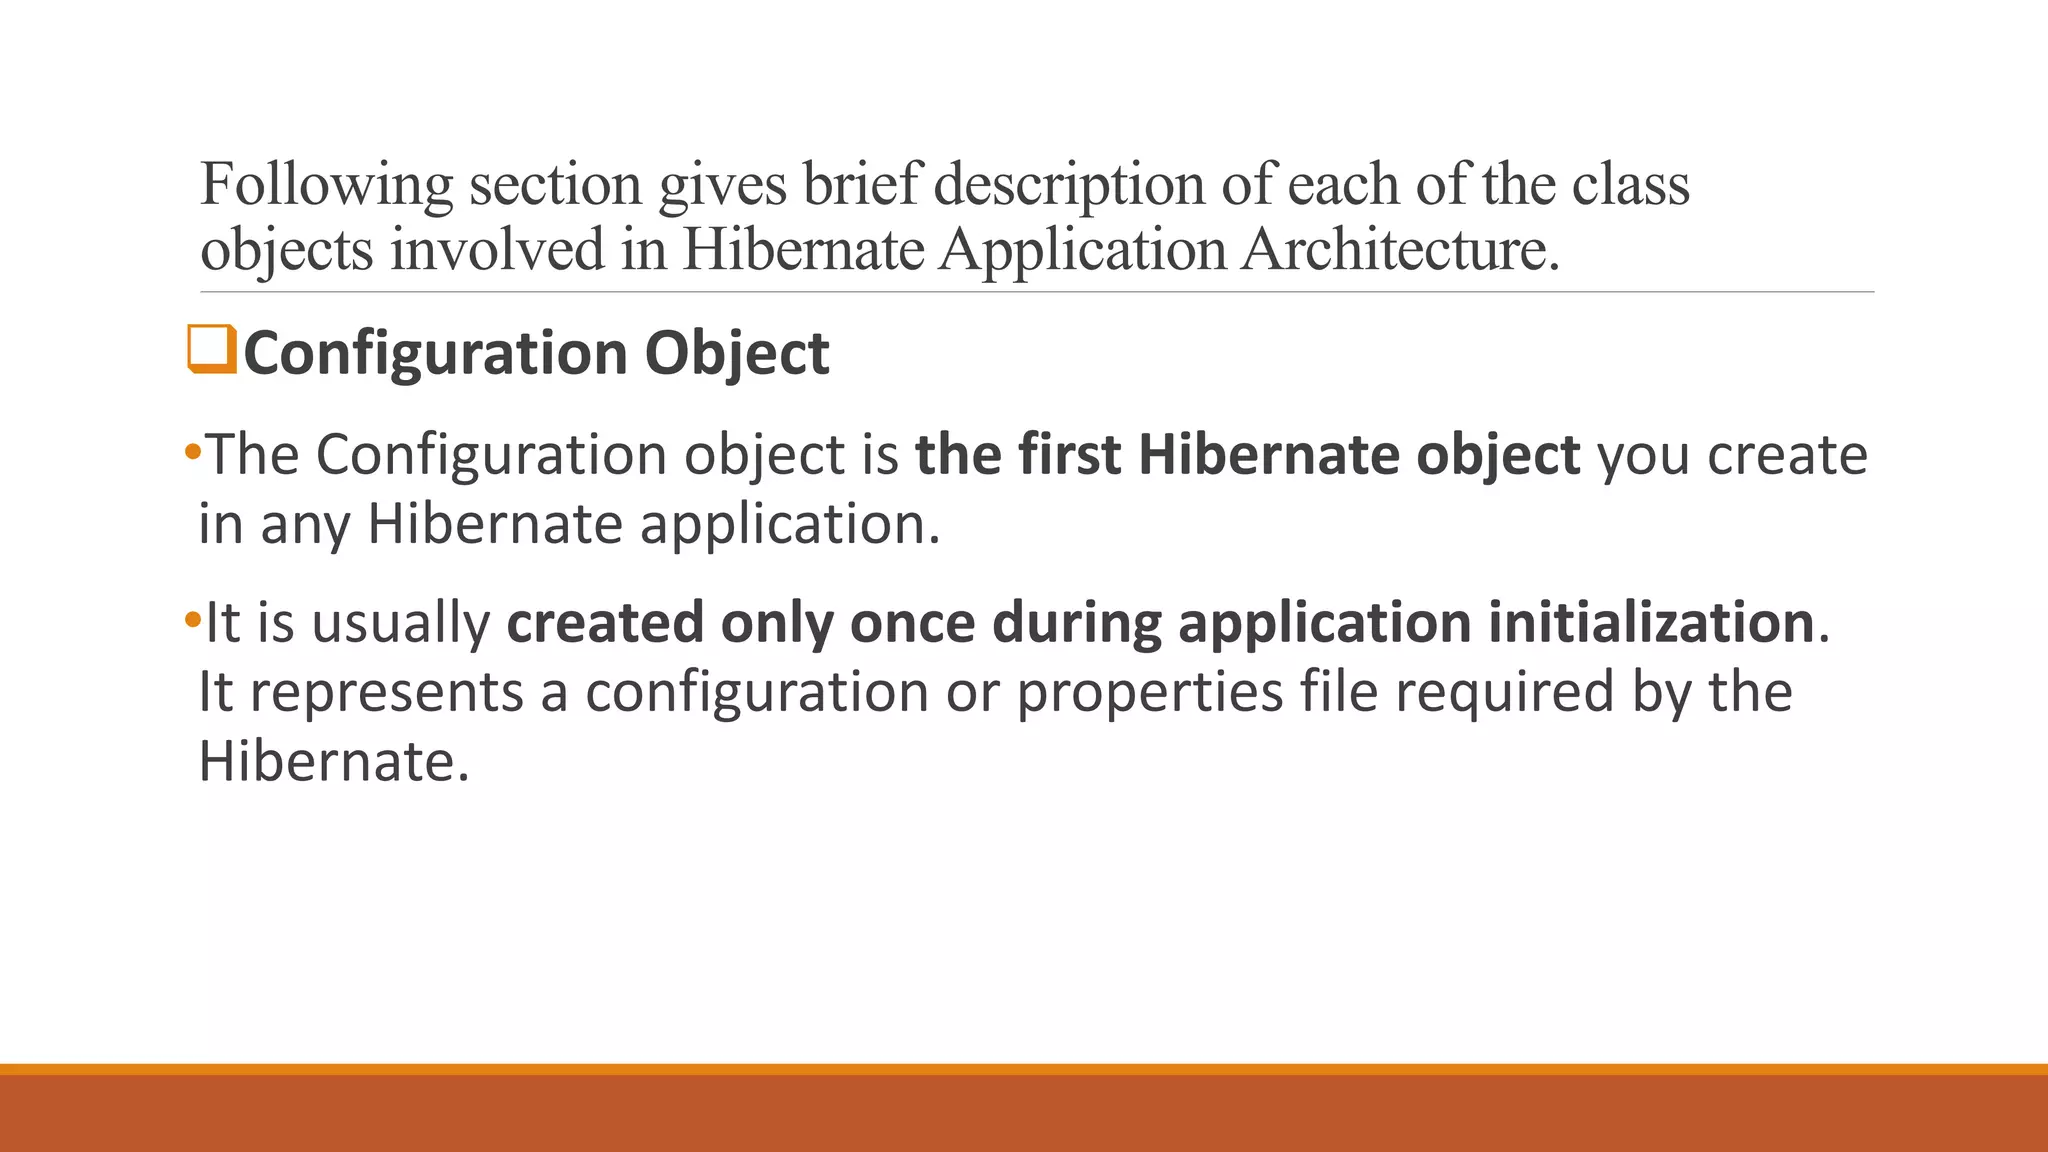 Following section gives brief description of each of the class
objects involved in Hibernate Application Architecture.
❑Configuration Object
•The Configuration object is the first Hibernate object you create
in any Hibernate application.
•It is usually created only once during application initialization.
It represents a configuration or properties file required by the
Hibernate.